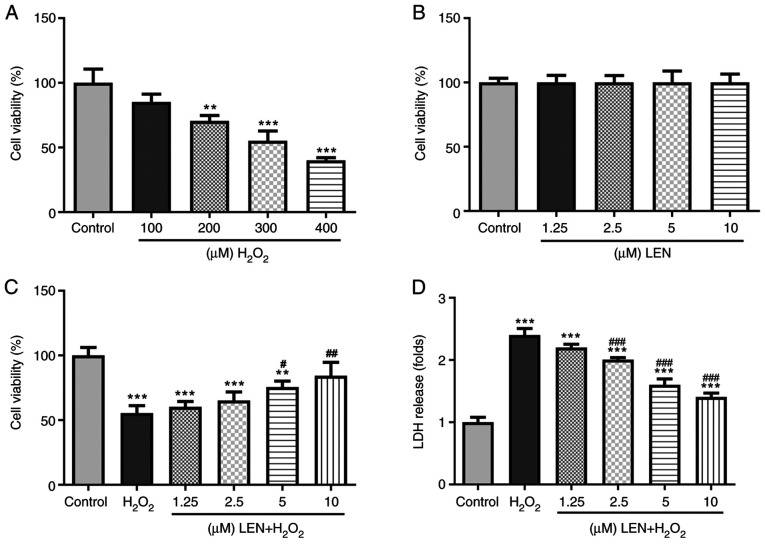 A
150
100
50
0
Cell viability (%)
**
***
***
Control 100 200 300 400
(µM) H₂O₂
B
150
100
50
0
Cell viability (%)
Control 1.25 2.5 5 10
(µM) LEN
C
150
100
50
0
Cell viability (%)
***
***
***
#
**
##
Control H₂O₂ 1.25 2.5 5 10
(µM) LEN+H₂O₂
D
3
2
1
0
LDH release (folds)
***
***
###
***
###
***
###
***
Control H₂O₂ 1.25 2.5 5 10
(µM) LEN+H₂O₂